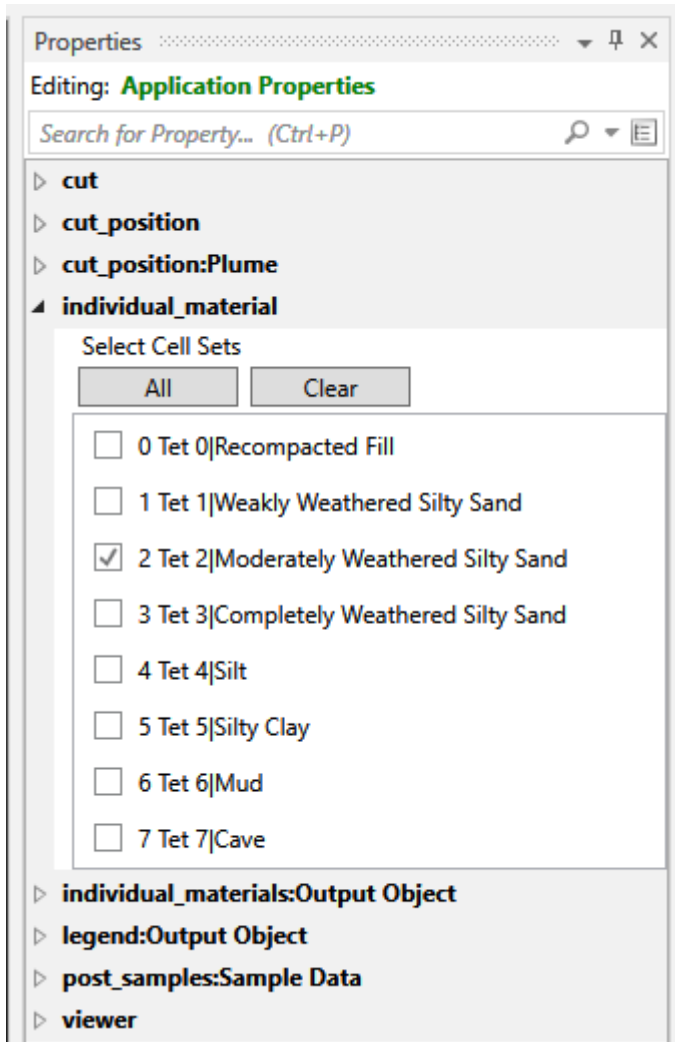 Properties
Editing: Application Properties
Search for Property... (Ctrl+P)
cut
cut_position
cut_position:Plume
individual_material
Select Cell Sets
All Clear
0 Tet 0|Recompacted Fill
1 Tet 1|Weakly Weathered Silty Sand
2 Tet 2|Moderately Weathered Silty Sand
3 Tet 3|Completely Weathered Silty Sand
4 Tet 4|Silt
5 Tet 5|Silty Clay
6 Tet 6|Mud
7 Tet 7|Cave
individual_materials:Output Object
legend:Output Object
post_samples:Sample Data
viewer